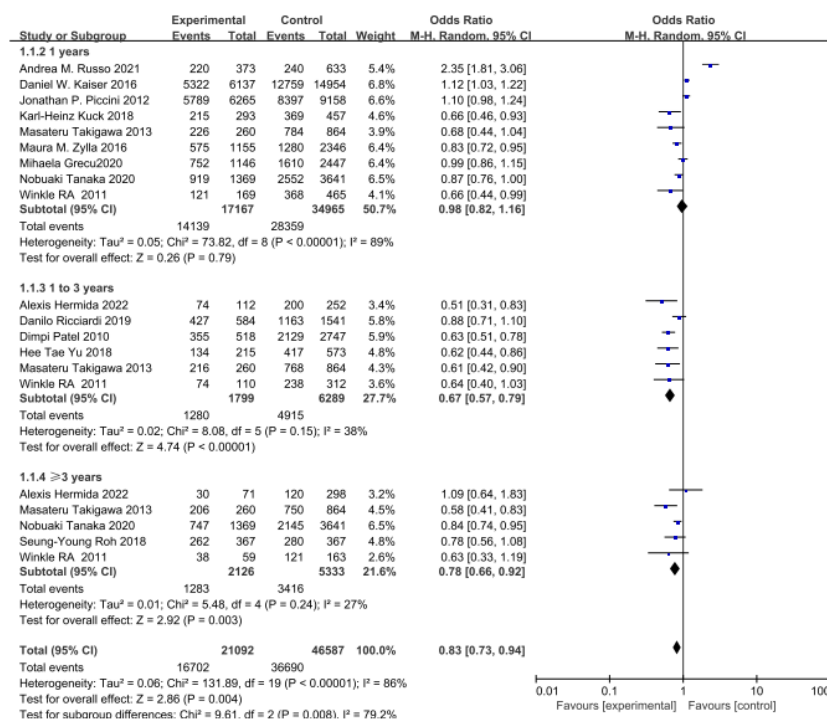 Experimental Control Odds Ratio Odds Ratio
Study or Subgroup Events Total Events Total Weight M-H, Random, 95% CI M-H, Random, 95% CI
1.1.2 1 years
Andrea M. Russo 2021 220 373 240 633 5.4% 2.35 [1.81, 3.06]
Daniel W. Kaiser 2016 5322 6137 12759 14954 6.8% 1.12 [1.03, 1.22]
Jonathan P. Piccini 2012 5789 6265 8397 9158 6.4% 1.10 [0.98, 1.24]
Karl-Heinz Kuck 2018 215 293 369 457 4.6% 0.66 [0.46, 0.93]
Masateru Takigawa 2013 226 260 784 864 3.9% 0.68 [0.44, 1.04]
Maura M. Zylla 2016 575 1155 1280 2346 6.2% 0.83 [0.72, 0.95]
Mihaela Grecu2020 752 1146 1610 2447 6.2% 0.99 [0.86, 1.15]
Nobuaki Tanaka 2020 919 1369 2552 3641 6.3% 0.87 [0.76, 1.00]
Winkle RA 2011 121 169 368 465 4.1% 0.66 [0.44, 0.99]
Subtotal (95% CI) 17167 34965 50.7% 0.98 [0.82, 1.16]
Total events 14139 28359
Heterogeneity: Tau² = 0.05; Chi² = 73.82, df = 8 (P < 0.00001); I² = 89%
Test for overall effect: Z = 0.26 (P = 0.79)
1.1.3 1 to 3 years
Alexis Hermida 2022 74 112 200 252 3.4% 0.51 [0.31, 0.83]
Danilo Ricciardi 2019 427 584 1163 1541 5.8% 0.88 [0.71, 1.10]
Dimpi Patel 2010 355 518 2129 2747 5.9% 0.63 [0.51, 0.78]
Hee Tae Yu 2018 134 215 417 573 4.8% 0.62 [0.44, 0.86]
Masateru Takigawa 2013 216 260 768 864 4.3% 0.61 [0.42, 0.90]
Winkle RA 2011 74 110 238 312 3.6% 0.64 [0.40, 1.03]
Subtotal (95% CI) 1799 6289 27.7% 0.67 [0.57, 0.79]
Total events 1280 4915
Heterogeneity: Tau² = 0.02; Chi² = 8.08, df = 5 (P = 0.15); I² = 38%
Test for overall effect: Z = 4.74 (P < 0.00001)
1.1.4 ≥3 years
Alexis Hermida 2022 30 71 120 298 3.2% 1.09 [0.64, 1.83]
Masateru Takigawa 2013 206 260 750 864 4.5% 0.58 [0.41, 0.83]
Nobuaki Tanaka 2020 747 1369 2145 3641 6.4% 0.84 [0.74, 0.95]
Seung-Young Roh 2018 262 367 280 367 4.8% 0.78 [0.56, 1.08]
Winkle RA 2011 38 59 121 163 2.6% 0.63 [0.33, 1.19]
Subtotal (95% CI) 2126 5333 21.6% 0.78 [0.66, 0.92]
Total events 1283 3416
Heterogeneity: Tau² = 0.01; Chi² = 5.48, df = 4 (P = 0.24); I² = 27%
Test for overall effect: Z = 2.92 (P = 0.003)
Total (95% CI) 21092 46587 100.0% 0.83 [0.73, 0.94]
Total events 16702 36690
Heterogeneity: Tau² = 0.06; Chi² = 131.89, df = 19 (P < 0.00001); I² = 86%
Test for overall effect: Z = 2.86 (P = 0.004)
Test for subgroup differences: Chi² = 9.61, df = 2 (P = 0.008), I² = 79.2%
0.01 0.1 1 10 100
Favours [experimental] Favours [control]